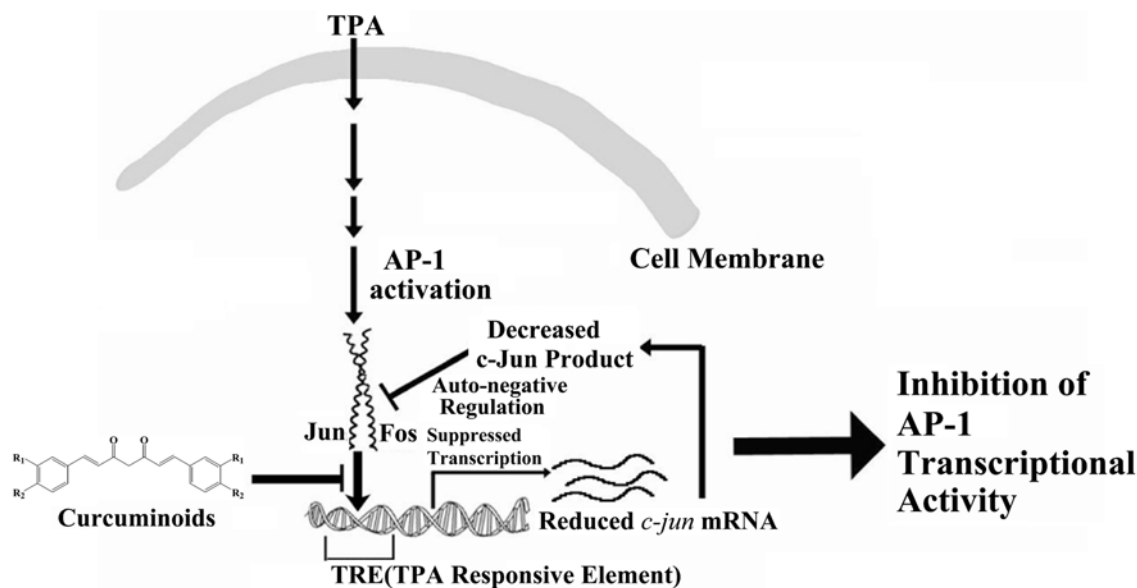 TPA
Cell Membrane
AP-1
activation
Decreased
c-Jun Product
Auto-negative
Regulation
Jun
Fos
Suppressed
Transcription
O
O
R1
R2
R1
R2
Curcuminoids
Reduced c-jun mRNA
TRE(TPA Responsive Element)
Inhibition of
AP-1
Transcriptional
Activity